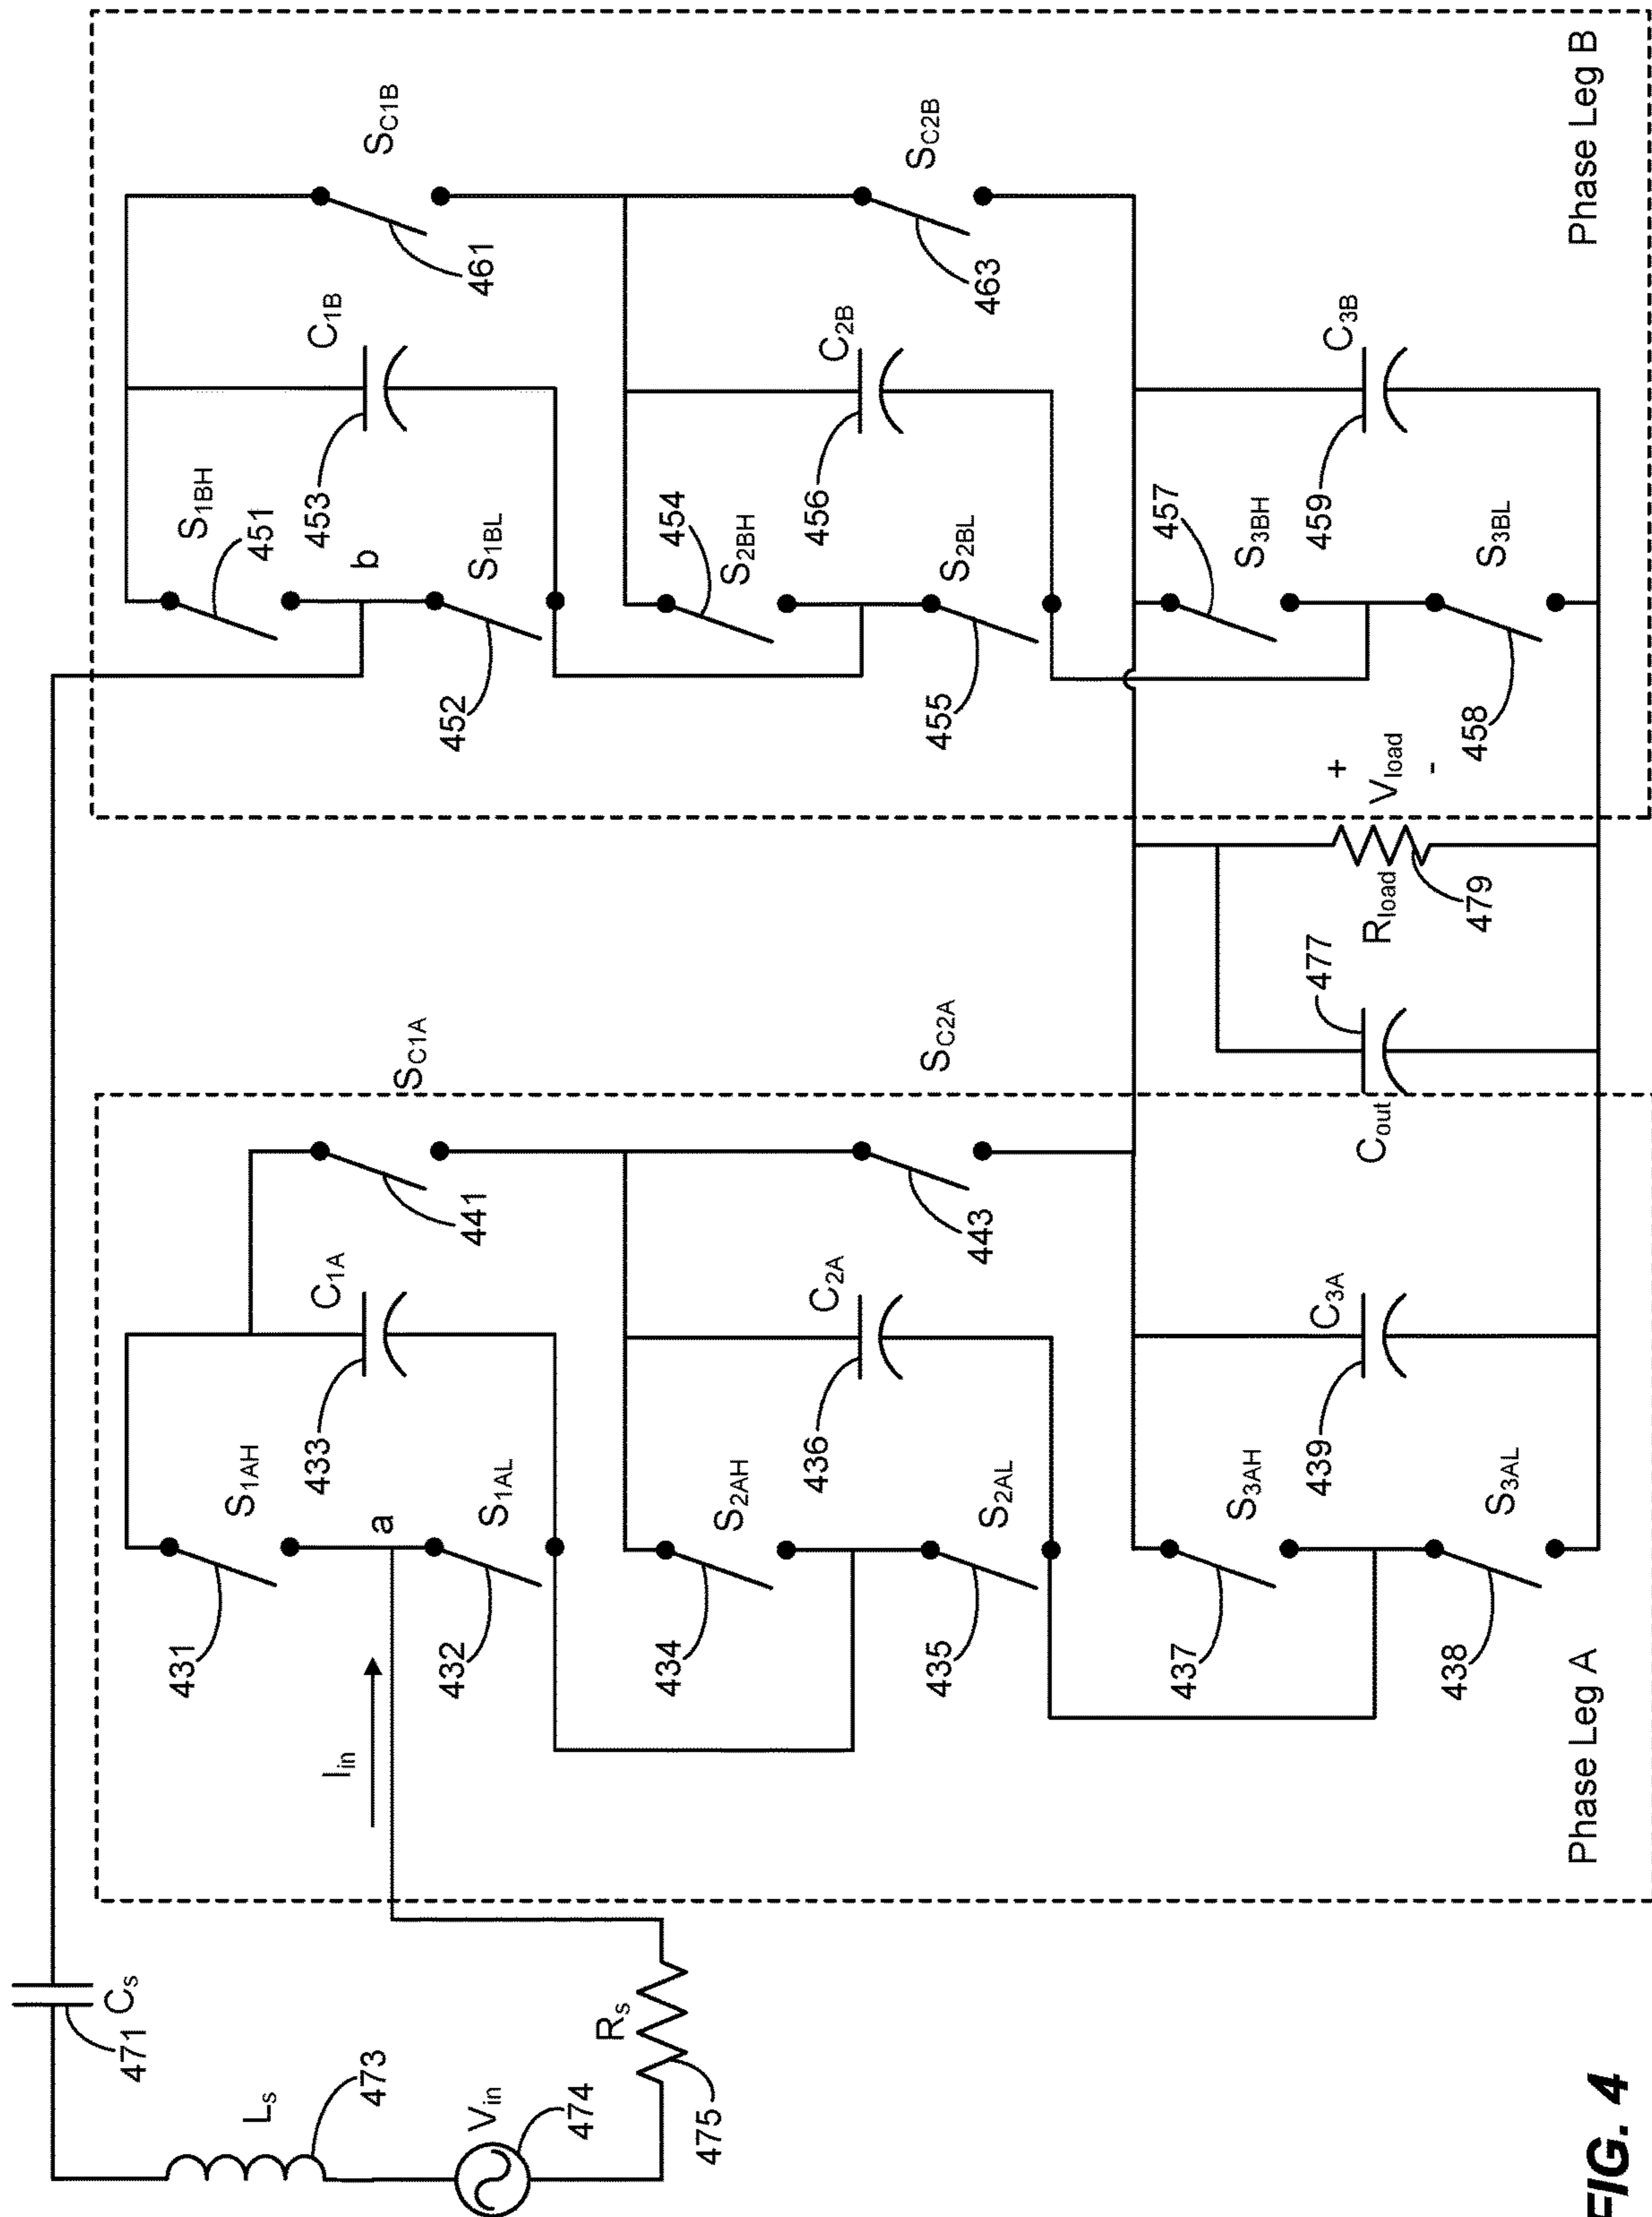 471
Cs
Ls
473
Vin
474
Rs
475
Iin
Phase Leg A
431
S1AH
a
432
S1AL
433
C1A
441
SC1A
434
S2AH
435
S2AL
436
C2A
443
SC2A
437
S3AH
438
S3AL
439
C3A
Cout
477
Rload
479
+
Vload
-
Phase Leg B
S1BH
451
b
452
S1BL
453
C1B
461
SC1B
454
S2BH
455
S2BL
456
C2B
463
SC2B
457
S3BH
458
S3BL
459
C3B
FIG. 4